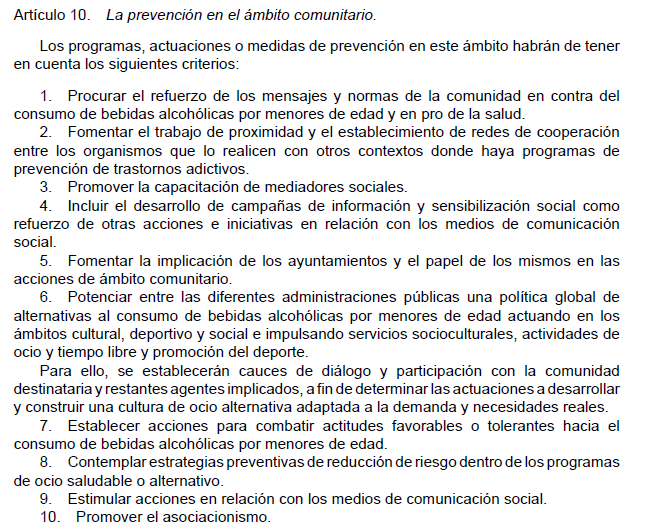 Artículo 10. La prevención en el ámbito comunitario.
Los programas, actuaciones o medidas de prevención en este ámbito habrán de tener
en cuenta los siguientes criterios:
1. Procurar el refuerzo de los mensajes y normas de la comunidad en contra del
consumo de bebidas alcohólicas por menores de edad y en pro de la salud.
2. Fomentar el trabajo de proximidad y el establecimiento de redes de cooperación
entre los organismos que lo realicen con otros contextos donde haya programas de
prevención de trastornos adictivos.
3. Promover la capacitación de mediadores sociales.
4. Incluir el desarrollo de campañas de información y sensibilización social como
refuerzo de otras acciones e iniciativas en relación con los medios de comunicación
social.
5. Fomentar la implicación de los ayuntamientos y el papel de los mismos en las
acciones de ámbito comunitario.
6. Potenciar entre las diferentes administraciones públicas una política global de
alternativas al consumo de bebidas alcohólicas por menores de edad actuando en los
ámbitos cultural, deportivo y social e impulsando servicios socioculturales, actividades de
ocio y tiempo libre y promoción del deporte.
Para ello, se establecerán cauces de diálogo y participación con la comunidad
destinataria y restantes agentes implicados, a fin de determinar las actuaciones a desarrollar
y construir una cultura de ocio alternativa adaptada a la demanda y necesidades reales.
7. Establecer acciones para combatir actitudes favorables o tolerantes hacia el
consumo de bebidas alcohólicas por menores de edad.
8. Contemplar estrategias preventivas de reducción de riesgo dentro de los programas
de ocio saludable o alternativo.
9. Estimular acciones en relación con los medios de comunicación social.
10. Promover el asociacionismo.